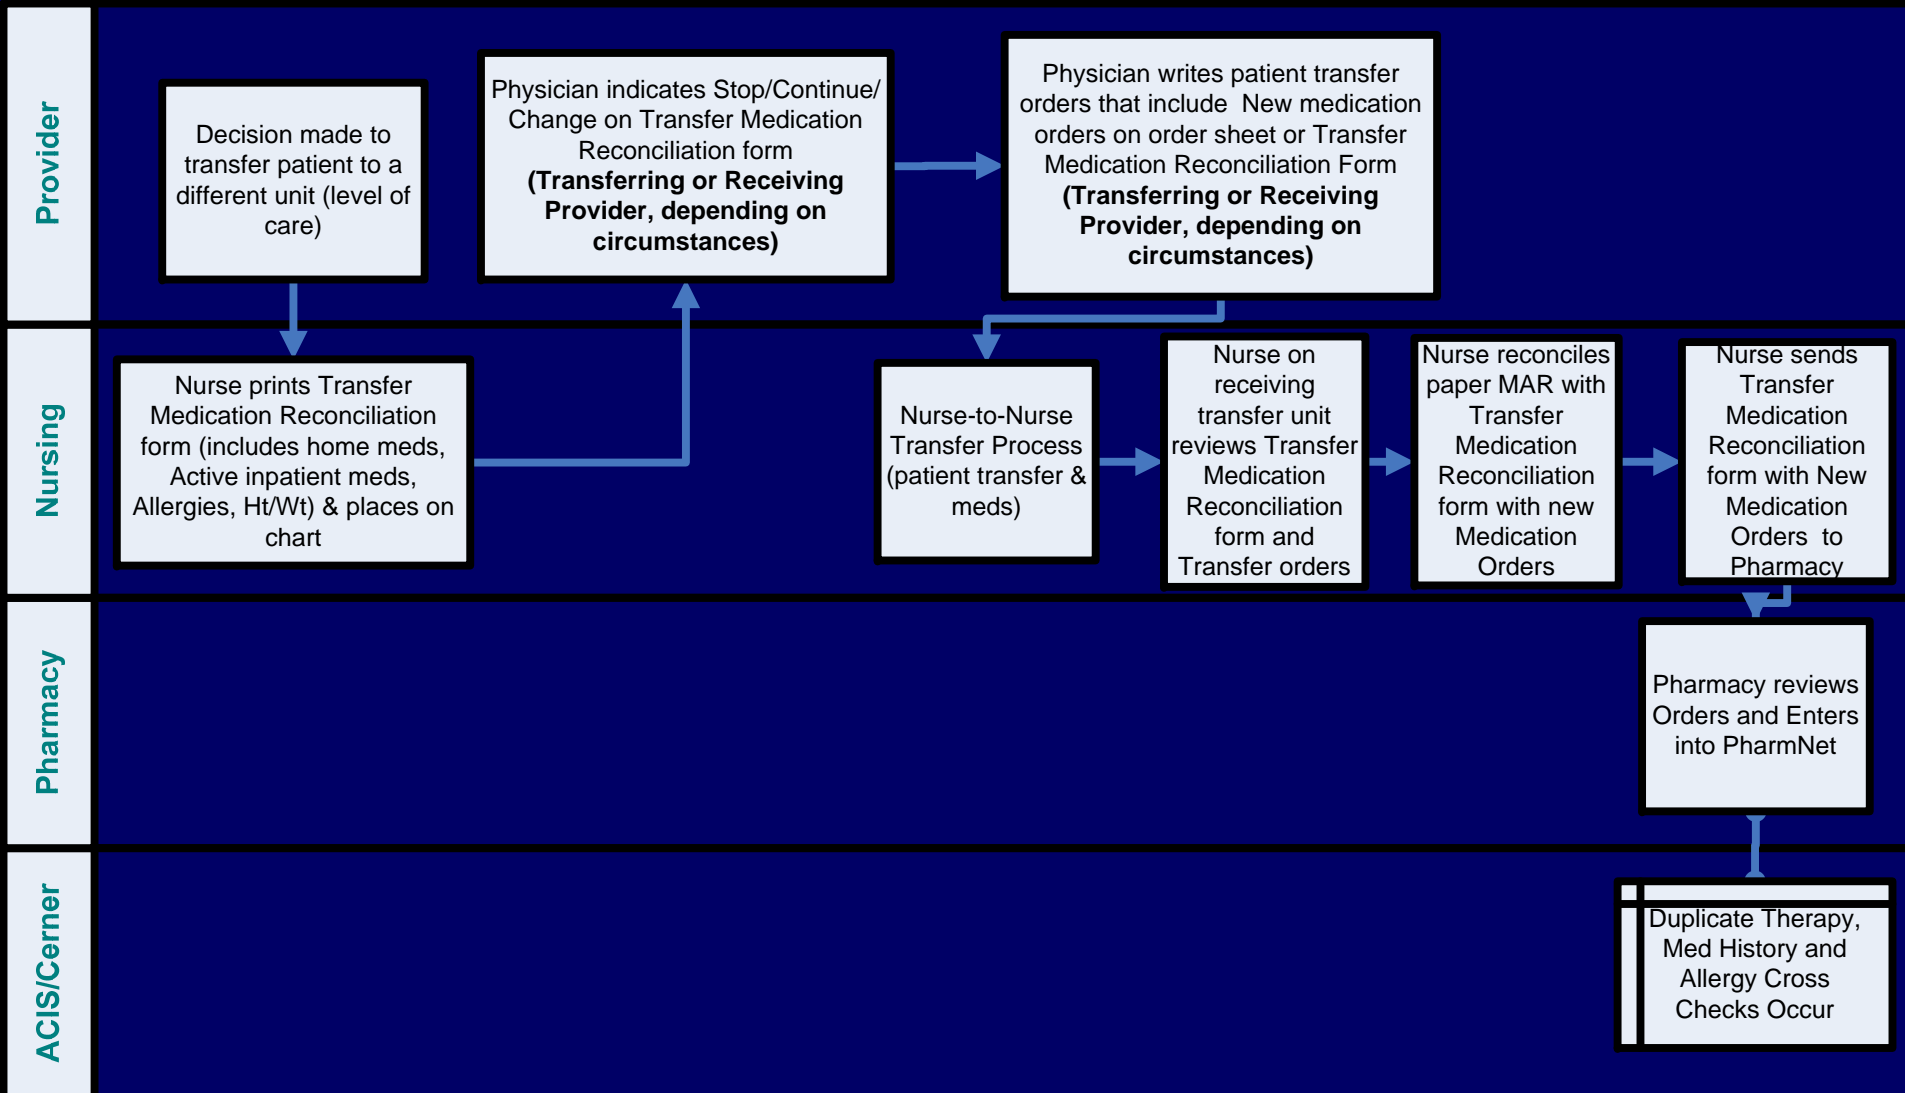 Provider
Decision made to
transfer patient to a
different unit (level of
care)
Physician indicates Stop/Continue/
Change on Transfer Medication
Reconciliation form
(Transferring or Receiving
Provider, depending on
circumstances)
Physician writes patient transfer
orders that include  New medication
orders on order sheet or Transfer
Medication Reconciliation Form
(Transferring or Receiving
Provider, depending on
circumstances)
Nursing
Nurse prints Transfer
Medication Reconciliation
form (includes home meds,
Active inpatient meds,
Allergies, Ht/Wt) & places on
chart
Nurse-to-Nurse
Transfer Process
(patient transfer &
meds)
Nurse on
receiving
transfer unit
reviews Transfer
Medication
Reconciliation
form and
Transfer orders
Nurse reconciles
paper MAR with
Transfer
Medication
Reconciliation
form with new
Medication
Orders
Nurse sends
Transfer
Medication
Reconciliation
form with New
Medication
Orders  to
Pharmacy
Pharmacy
Pharmacy reviews
Orders and Enters
into PharmNet
ACIS/Cerner
Duplicate Therapy,
Med History and
Allergy Cross
Checks Occur